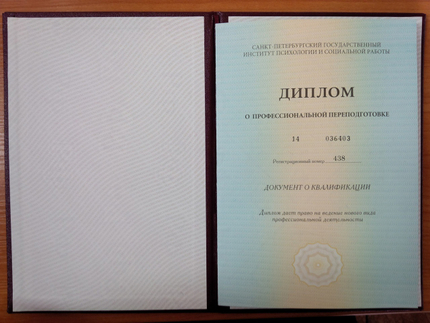 САНКТ-ПЕТЕРБУРГСКИЙ ГОСУДАРСТВЕННЫЙ
ИНСТИТУТ ПСИХОЛОГИИ И СОЦИАЛЬНОЙ РАБОТЫ
ДИПЛОМ
О ПРОФЕССИОНАЛЬНОЙ ПЕРЕПОДГОТОВКЕ
14 036403
Регистрационный номер 458
ДОКУМЕНТ О КВАЛИФИКАЦИИ
Диплом дает право на ведение нового вида
профессиональной деятельности